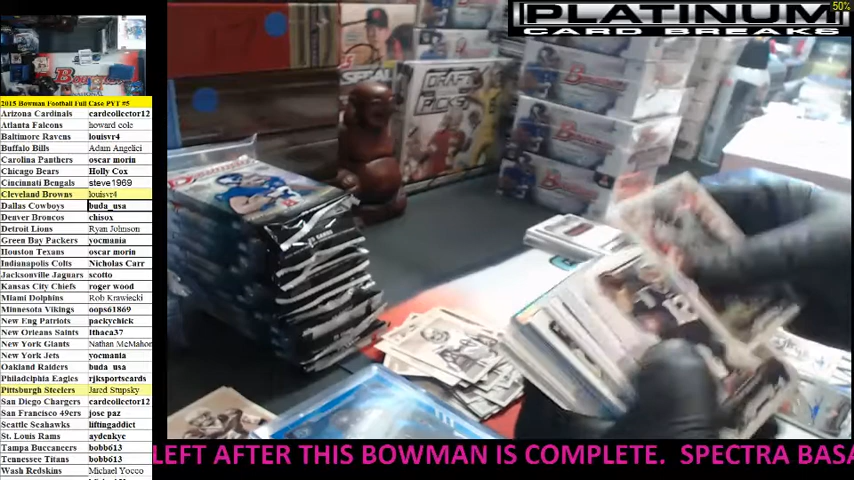 50%
PLATINUM
CARD BREAKS
2015 Bowman Football Full Case PYT #5
Arizona Cardinals cardcollector12
Atlanta Falcons howard cole
Baltimore Ravens louisvr4
Buffalo Bills Adam Angelici
Carolina Panthers oscar morin
Chicago Bears Holly Cox
Cincinnati Bengals steve1969
Cleveland Browns louisvr4
Dallas Cowboys buda_usa
Denver Broncos chisox
Detroit Lions Ryan Johnson
Green Bay Packers yocmania
Houston Texans oscar morin
Indianapolis Colts Nicholas Carr
Jacksonville Jaguars scotto
Kansas City Chiefs roger wood
Miami Dolphins Rob Krawiecki
Minnesota Vikings oops61869
New Eng Patriots packychick
New Orleans Saints Ithaca37
New York Giants Nathan McMahon
New York Jets yocmania
Oakland Raiders buda_usa
Philadelphia Eagles rjksportscards
Pittsburgh Steelers Jared Stupsky
San Diego Chargers cardcollector12
San Francisco 49ers jose paz
Seattle Seahawks liftingaddict
St. Louis Rams aydenkyc
Tampa Buccaneers bobb613
Tennessee Titans bobb613
Wash Redskins Michael Yocco
DRAFT
PICKS
Bowman
LEFT AFTER THIS BOWMAN IS COMPLETE. SPECTRA BASA